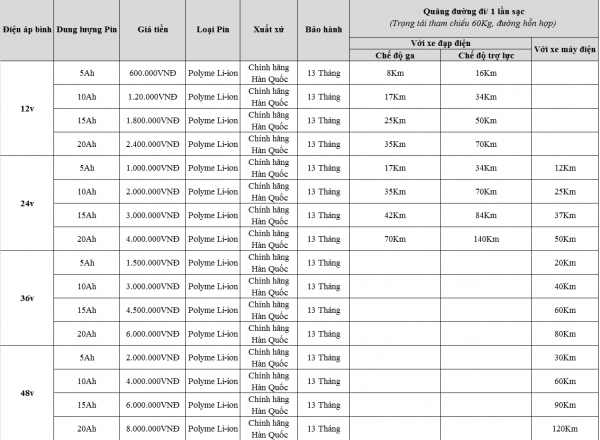 Điện áp bình Dung lượng Pin Giá tiền Loại Pin Xuất xứ Bảo hành Quãng đường đi/ 1 lần sạc
(Trọng tải tham chiếu 60Kg, đường hỗn hợp)
Với xe đạp điện Với xe máy điện
Chế độ ga Chế độ trợ lực
12v
5Ah 600.000VNĐ Polyme Li-ion Chính hãng Hàn Quốc 13 Tháng 8Km 16Km
10Ah 1.20.000VNĐ Polyme Li-ion Chính hãng Hàn Quốc 13 Tháng 17Km 34Km
15Ah 1.800.000VNĐ Polyme Li-ion Chính hãng Hàn Quốc 13 Tháng 25Km 50Km
20Ah 2.400.000VNĐ Polyme Li-ion Chính hãng Hàn Quốc 13 Tháng 35Km 70Km
24v
5Ah 1.000.000VNĐ Polyme Li-ion Chính hãng Hàn Quốc 13 Tháng 17Km 34Km 12Km
10Ah 2.000.000VNĐ Polyme Li-ion Chính hãng Hàn Quốc 13 Tháng 35Km 70Km 25Km
15Ah 3.000.000VNĐ Polyme Li-ion Chính hãng Hàn Quốc 13 Tháng 42Km 84Km 37Km
20Ah 4.000.000VNĐ Polyme Li-ion Chính hãng Hàn Quốc 13 Tháng 70Km 140Km 50Km
36v
5Ah 1.500.000VNĐ Polyme Li-ion Chính hãng Hàn Quốc 13 Tháng 20Km
10Ah 3.000.000VNĐ Polyme Li-ion Chính hãng Hàn Quốc 13 Tháng 40Km
15Ah 4.500.000VNĐ Polyme Li-ion Chính hãng Hàn Quốc 13 Tháng 60Km
20Ah 6.000.000VNĐ Polyme Li-ion Chính hãng Hàn Quốc 13 Tháng 80Km
48v
5Ah 2.000.000VNĐ Polyme Li-ion Chính hãng Hàn Quốc 13 Tháng 30Km
10Ah 4.000.000VNĐ Polyme Li-ion Chính hãng Hàn Quốc 13 Tháng 60Km
15Ah 6.000.000VNĐ Polyme Li-ion Chính hãng Hàn Quốc 13 Tháng 90Km
20Ah 8.000.000VNĐ Polyme Li-ion Chính hãng Hàn Quốc 13 Tháng 120Km